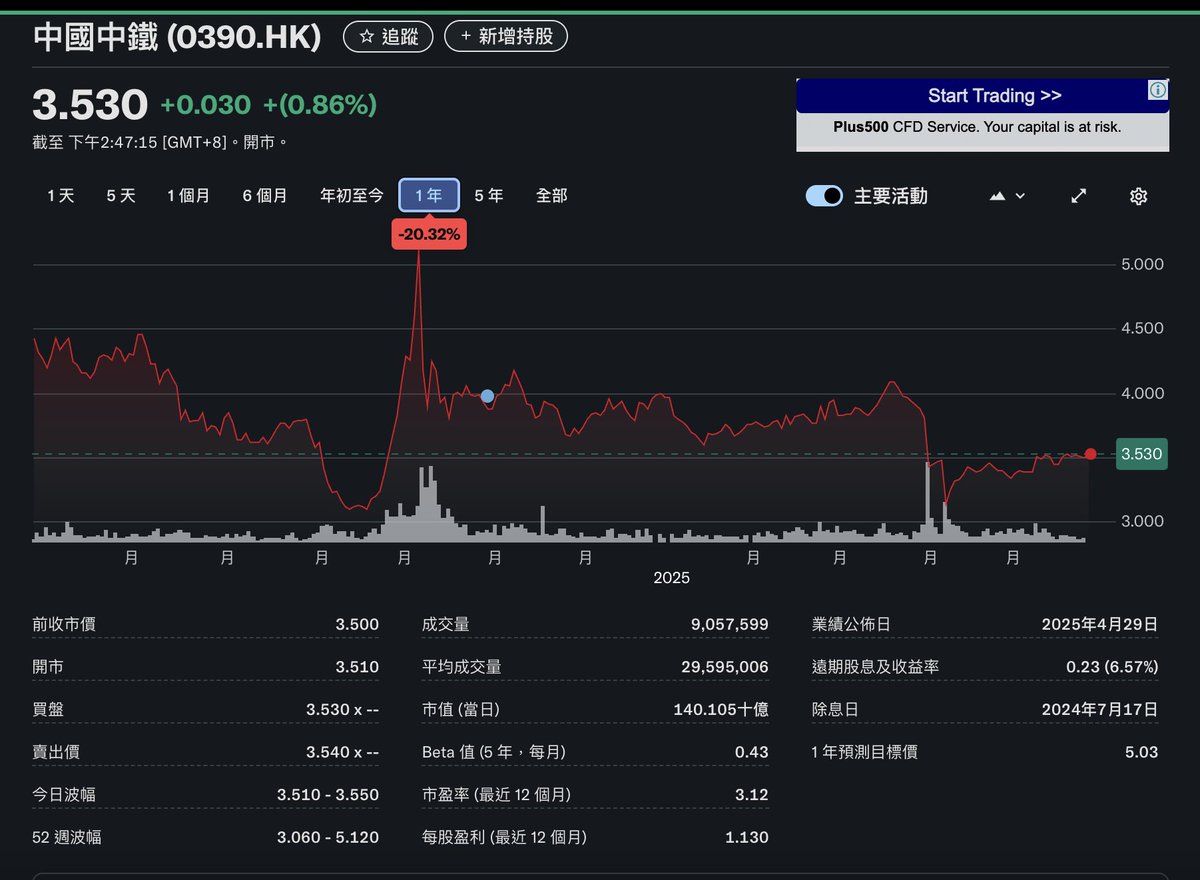 中國中鐵 (0390.HK) ☆ 追蹤 + 新增持股
3.530 +0.030 +(0.86%)
截至 下午2:47:15 [GMT+8]。開市。
Start Trading >>
Plus500 CFD Service. Your capital is at risk.
1 天 5 天 1 個月 6 個月 年初至今 1 年 5 年 全部 主要活動
-20.32%
5.000
4.500
4.000
3.530
3.000
月 月 月 月 月 月 月 月 月 月
2025
前收市價 3.500 成交量 9,057,599 業績公佈日 2025年4月29日
開市 3.510 平均成交量 29,595,006 遠期股息及收益率 0.23 (6.57%)
買盤 3.530 x -- 市值 (當日) 140.105十億 除息日 2024年7月17日
賣出價 3.540 x -- Beta 值 (5 年，每月) 0.43 1 年預測目標價 5.03
今日波幅 3.510 - 3.550 市盈率 (最近 12 個月) 3.12
52 週波幅 3.060 - 5.120 每股盈利 (最近 12 個月) 1.130